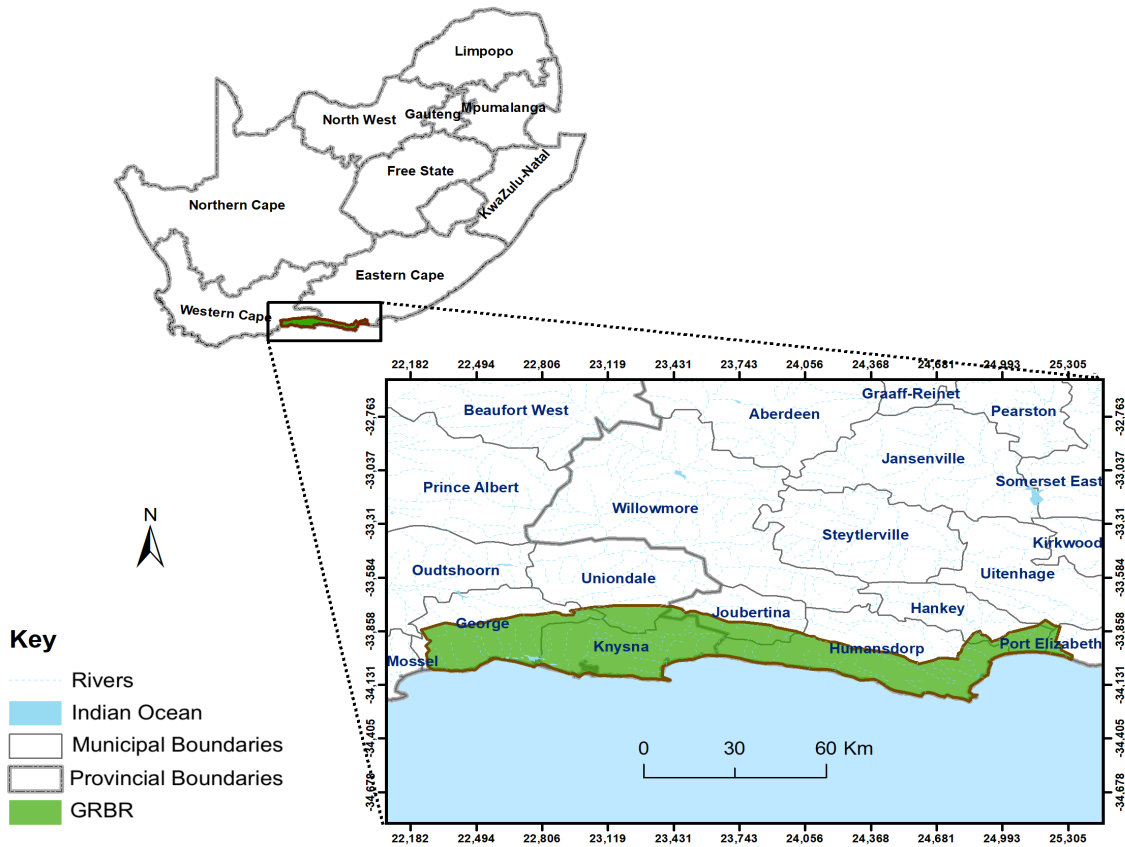 Limpopo
North West
Gauteng
Mpumalanga
Free State
KwaZulu-Natal
Northern Cape
Eastern Cape
Western Cape
22,182 22,494 22,806 23,119 23,431 23,743 24,056 24,368 24,681 24,993 25,305
-32,763 -33,037 -33,31 -33,584 -33,858 -34,131 -34,405 -34,678
Beaufort West
Aberdeen
Graaff-Reinet
Pearston
Prince Albert
Willowmore
Jansenville
Somerset East
Steytlerville
Kirkwood
Oudtshoorn
Uniondale
Uitenhage
Joubertina
Hankey
George
Knysna
Humansdorp
Port Elizabeth
Mossel
0 30 60 Km
-32,763 -33,037 -33,31 -33,584 -33,858 -34,131 -34,405 -34,678
22,182 22,494 22,806 23,119 23,431 23,743 24,056 24,368 24,681 24,993 25,305
N
Key
Rivers
Indian Ocean
Municipal Boundaries
Provincial Boundaries
GRBR